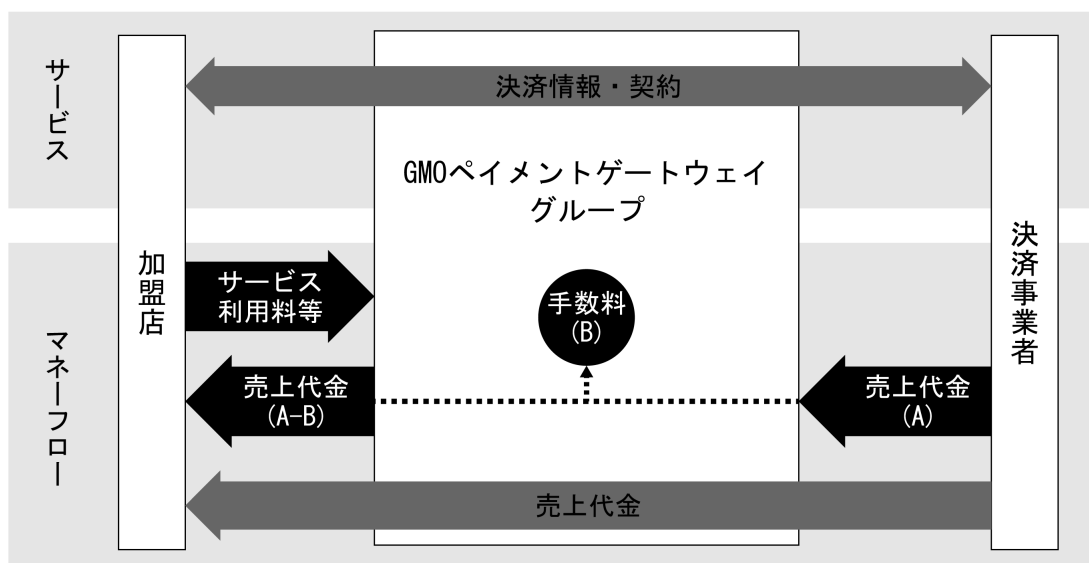 サービス
決済情報・契約
GMOペイメントゲートウェイ
グループ
加盟店
決済事業者
マネーフロー
サービス
利用料等
手数料
(B)
売上代金
(A-B)
売上代金
(A)
売上代金